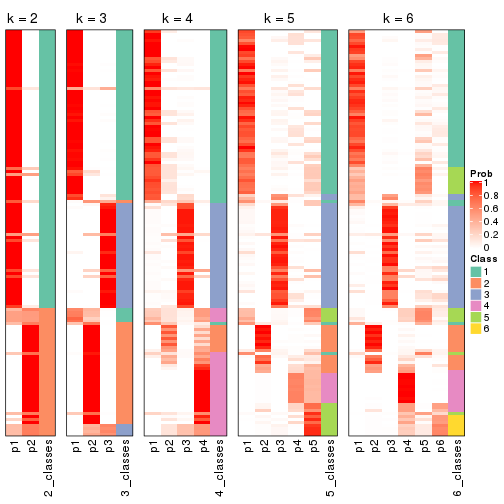 k = 2
k = 3
k = 4
k = 5
k = 6
Prob
1
0.8
0.6
0.4
0.2
0
Class
1
2
3
4
5
6
p1
p2
2_classes
p1
p2
p3
3_classes
p1
p2
p3
p4
4_classes
p1
p2
p3
p4
p5
5_classes
p1
p2
p3
p4
p5
p6
6_classes